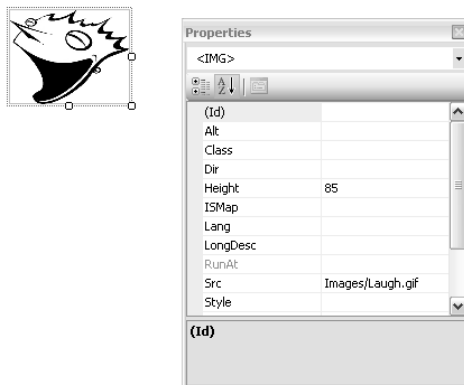 Properties
<IMG>
(Id)
Alt
Class
Dir
Height 85
ISMap
Lang
LongDesc
RunAt
Src Images/Laugh.gif
Style
(Id)